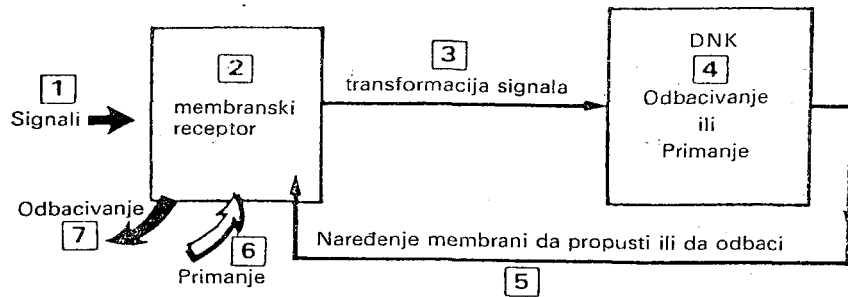 1
Signali
2
membranski
receptor
3
transformacija signala
DNK
4
Odbacivanje
ili
Primanje
Naređenje membrani da propusti ili da odbaci
5
6
Primanje
Odbacivanje
7